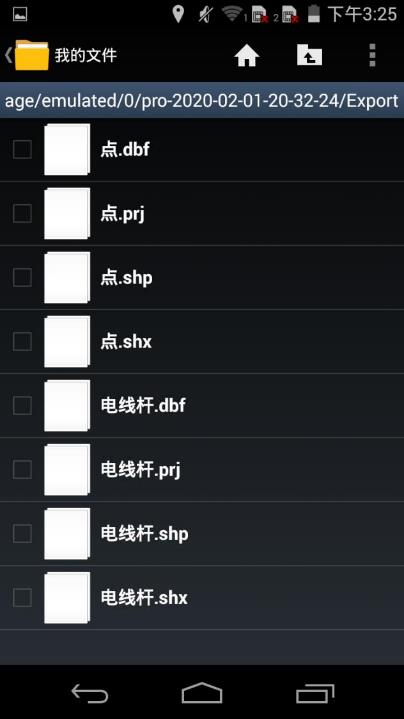 1 2 下午3:25
我的文件
age/emulated/0/pro-2020-02-01-20-32-24/Export
点.dbf
点.prj
点.shp
点.shx
电线杆.dbf
电线杆.prj
电线杆.shp
电线杆.shx